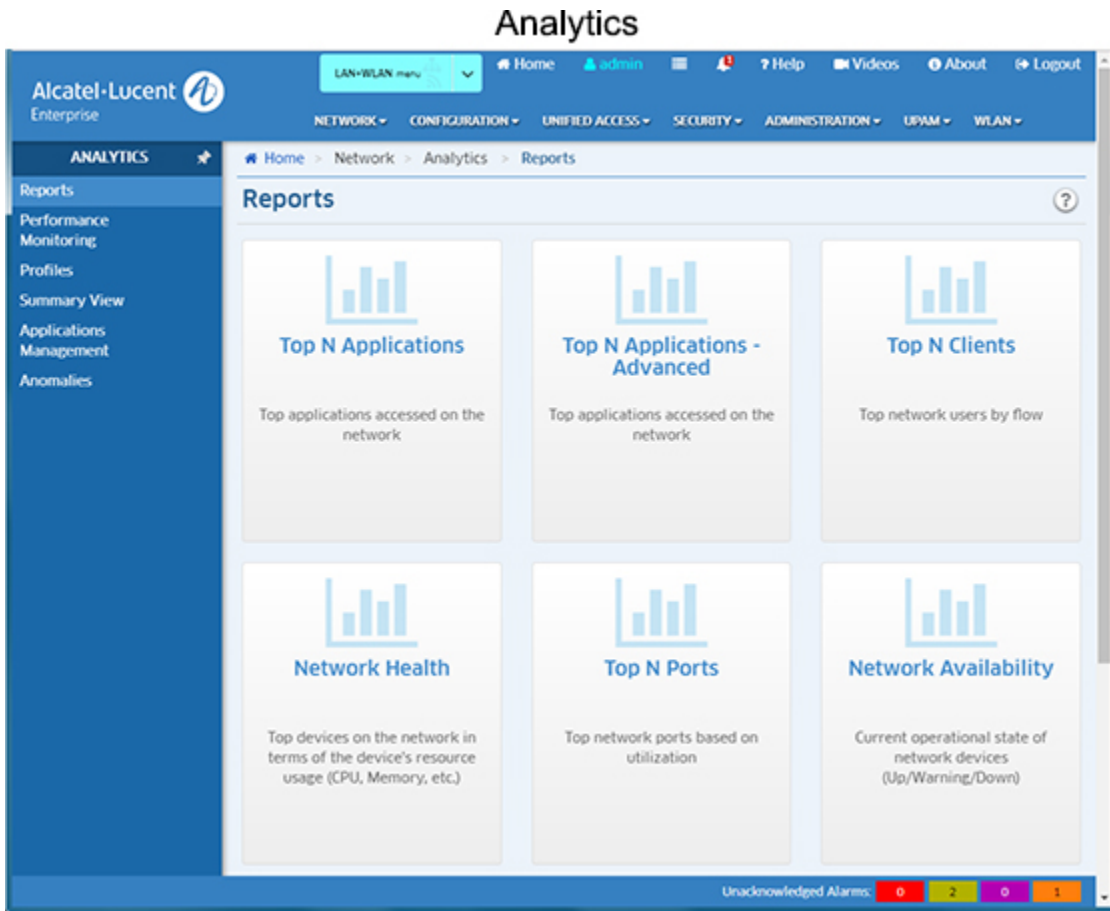 Analytics
Alcatel·Lucent
Enterprise
LAN+WLAN menu
Home admin ? Help Videos About Logout
NETWORK CONFIGURATION UNIFIED ACCESS SECURITY ADMINISTRATION UPAM WLAN
ANALYTICS
Reports
Performance
Monitoring
Profiles
Summary View
Applications
Management
Anomalies
Home > Network > Analytics > Reports
Reports
?
Top N Applications
Top applications accessed on the
network
Top N Applications -
Advanced
Top applications accessed on the
network
Top N Clients
Top network users by flow
Network Health
Top devices on the network in
terms of the device's resource
usage (CPU, Memory, etc.)
Top N Ports
Top network ports based on
utilization
Network Availability
Current operational state of
network devices
(Up/Warning/Down)
Unacknowledged Alarms: 0 2 0 1